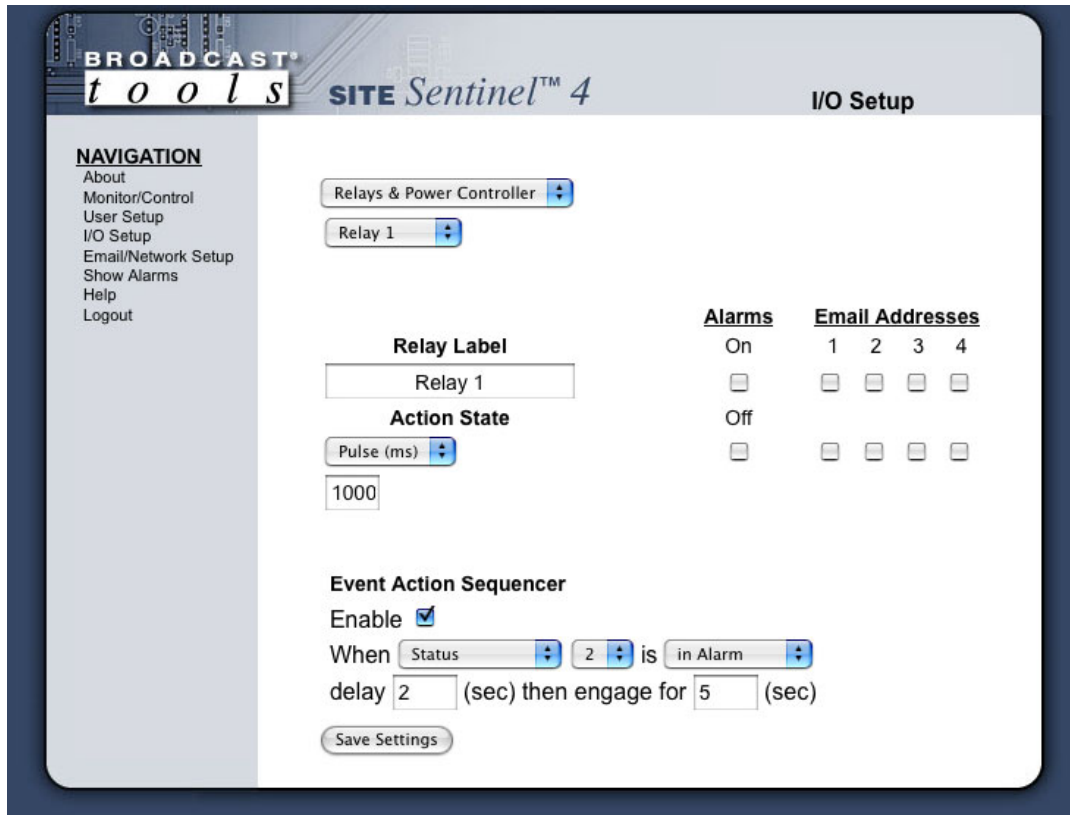 BROADCAST®
tools
SITE Sentinel™ 4
I/O Setup
NAVIGATION
About
Monitor/Control
User Setup
I/O Setup
Email/Network Setup
Show Alarms
Help
Logout
Relays & Power Controller
Relay 1
Alarms Email Addresses
Relay Label On 1 2 3 4
Relay 1
Action State Off
Pulse (ms)
1000
Event Action Sequencer
Enable
When Status 2 is in Alarm
delay 2 (sec) then engage for 5 (sec)
Save Settings